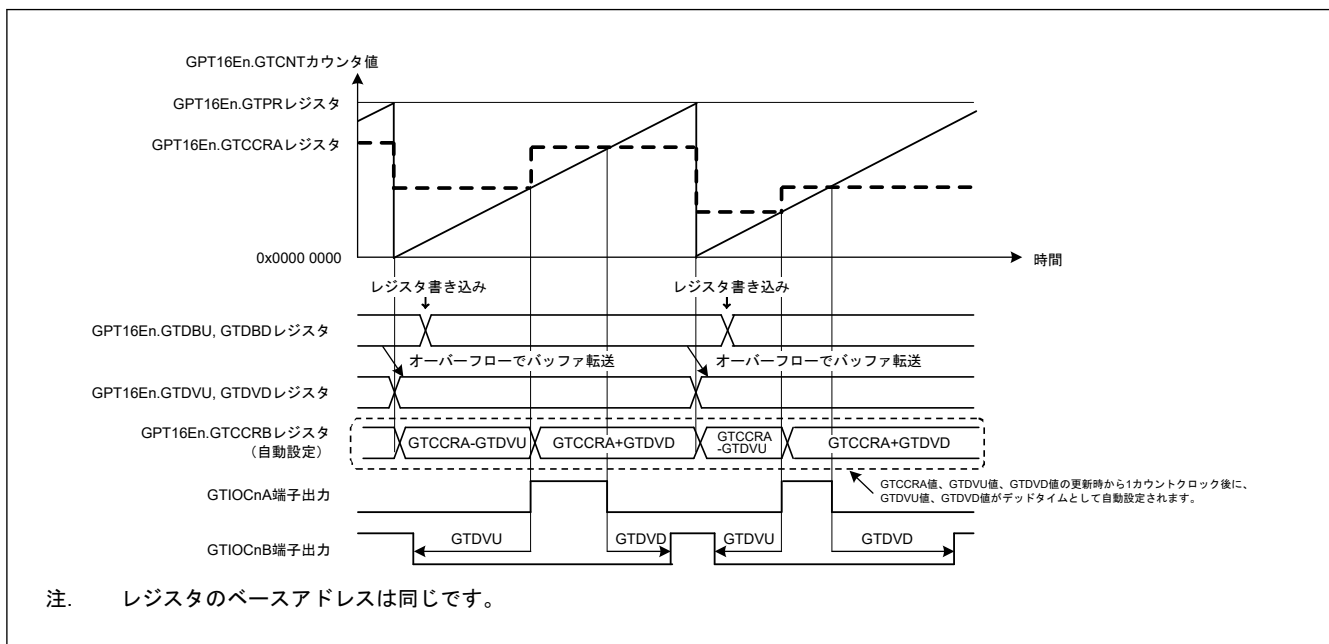 GPT16En.GTCNTカウンタ値
GPT16En.GTPRレジスタ
GPT16En.GTCCRAレジスタ
0x0000 0000
時間
レジスタ書き込み
レジスタ書き込み
GPT16En.GTDBU, GTDBDレジスタ
オーバーフローでバッファ転送
オーバーフローでバッファ転送
GPT16En.GTDVU, GTDVDレジスタ
GPT16En.GTCCRBレジスタ
(自動設定)
GTCCRA-GTDVU
GTCCRA+GTDVD
GTCCRA
-GTDVU
GTCCRA+GTDVD
GTCCRA値、GTDVU値、GTDVD値の更新時から1カウントクロック後に、
GTDVU値、GTDVD値がデッドタイムとして自動設定されます。
GTIOCnA端子出力
GTIOCnB端子出力
GTDVU
GTDVD
GTDVU
GTDVD
注. レジスタのベースアドレスは同じです。